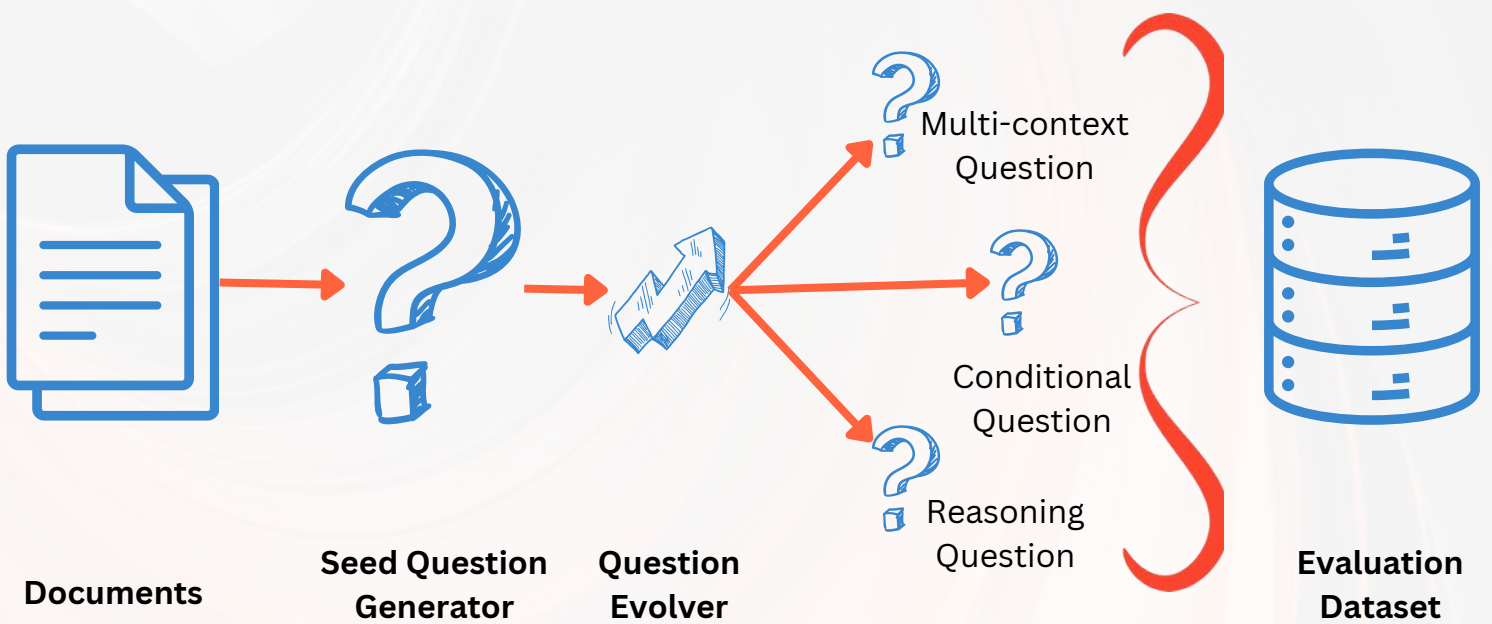 Multi-context
Question
Conditional
Question
Reasoning
Question
Documents
Seed Question
Generator
Question
Evolver
Evaluation
Dataset